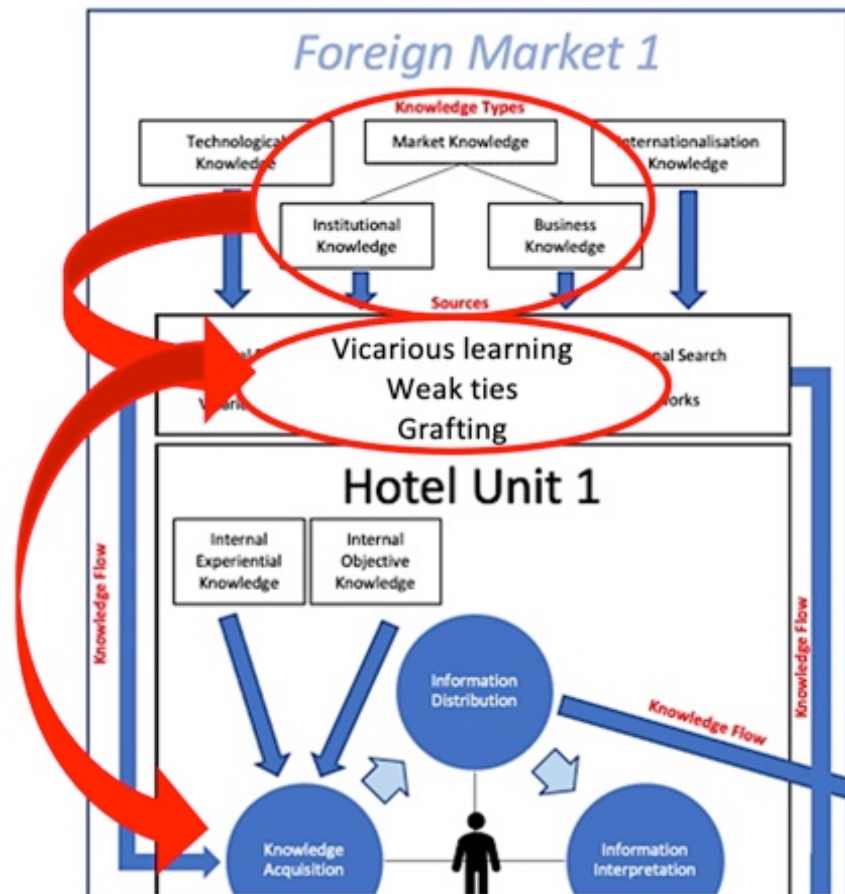 Foreign Market 1
Knowledge Types
Technological
Knowledge
Market Knowledge
Internationalisation
Knowledge
Institutional
Knowledge
Business
Knowledge
Sources
Vicarious learning
Weak ties
Grafting
Search
Hotel Unit 1
Internal
Experiential
Knowledge
Internal
Objective
Knowledge
Knowledge Flow
Knowledge Flow
Information
Distribution
Knowledge Flow
Knowledge
Acquisition
Information
Interpretation